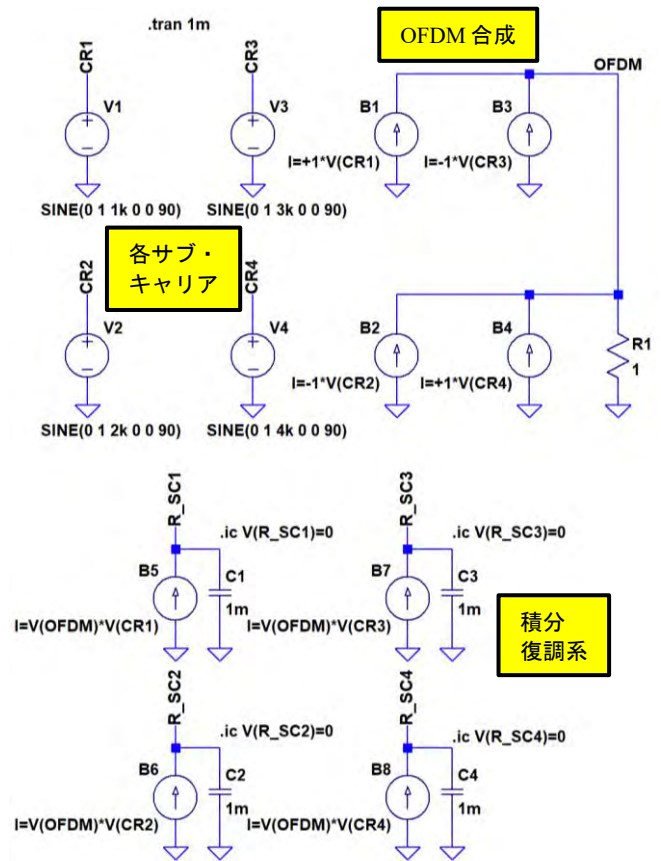 .tran 1m
OFDM 合成
CR1
CR3
OFDM
V1
V3
B1
B3
I=+1*V(CR1)
I=-1*V(CR3)
SINE(0 1 1k 0 0 90)
SINE(0 1 3k 0 0 90)
各サブ・
キャリア
CR2
CR4
V2
V4
B2
B4
R1
1
I=-1*V(CR2)
I=+1*V(CR4)
SINE(0 1 2k 0 0 90)
SINE(0 1 4k 0 0 90)
R_SC1
R_SC3
.ic V(R_SC1)=0
.ic V(R_SC3)=0
B5
C1
1m
B7
C3
1m
I=V(OFDM)*V(CR1)
I=V(OFDM)*V(CR3)
積分
復調系
R_SC2
R_SC4
.ic V(R_SC2)=0
.ic V(R_SC4)=0
B6
C2
1m
B8
C4
1m
I=V(OFDM)*V(CR2)
I=V(OFDM)*V(CR4)